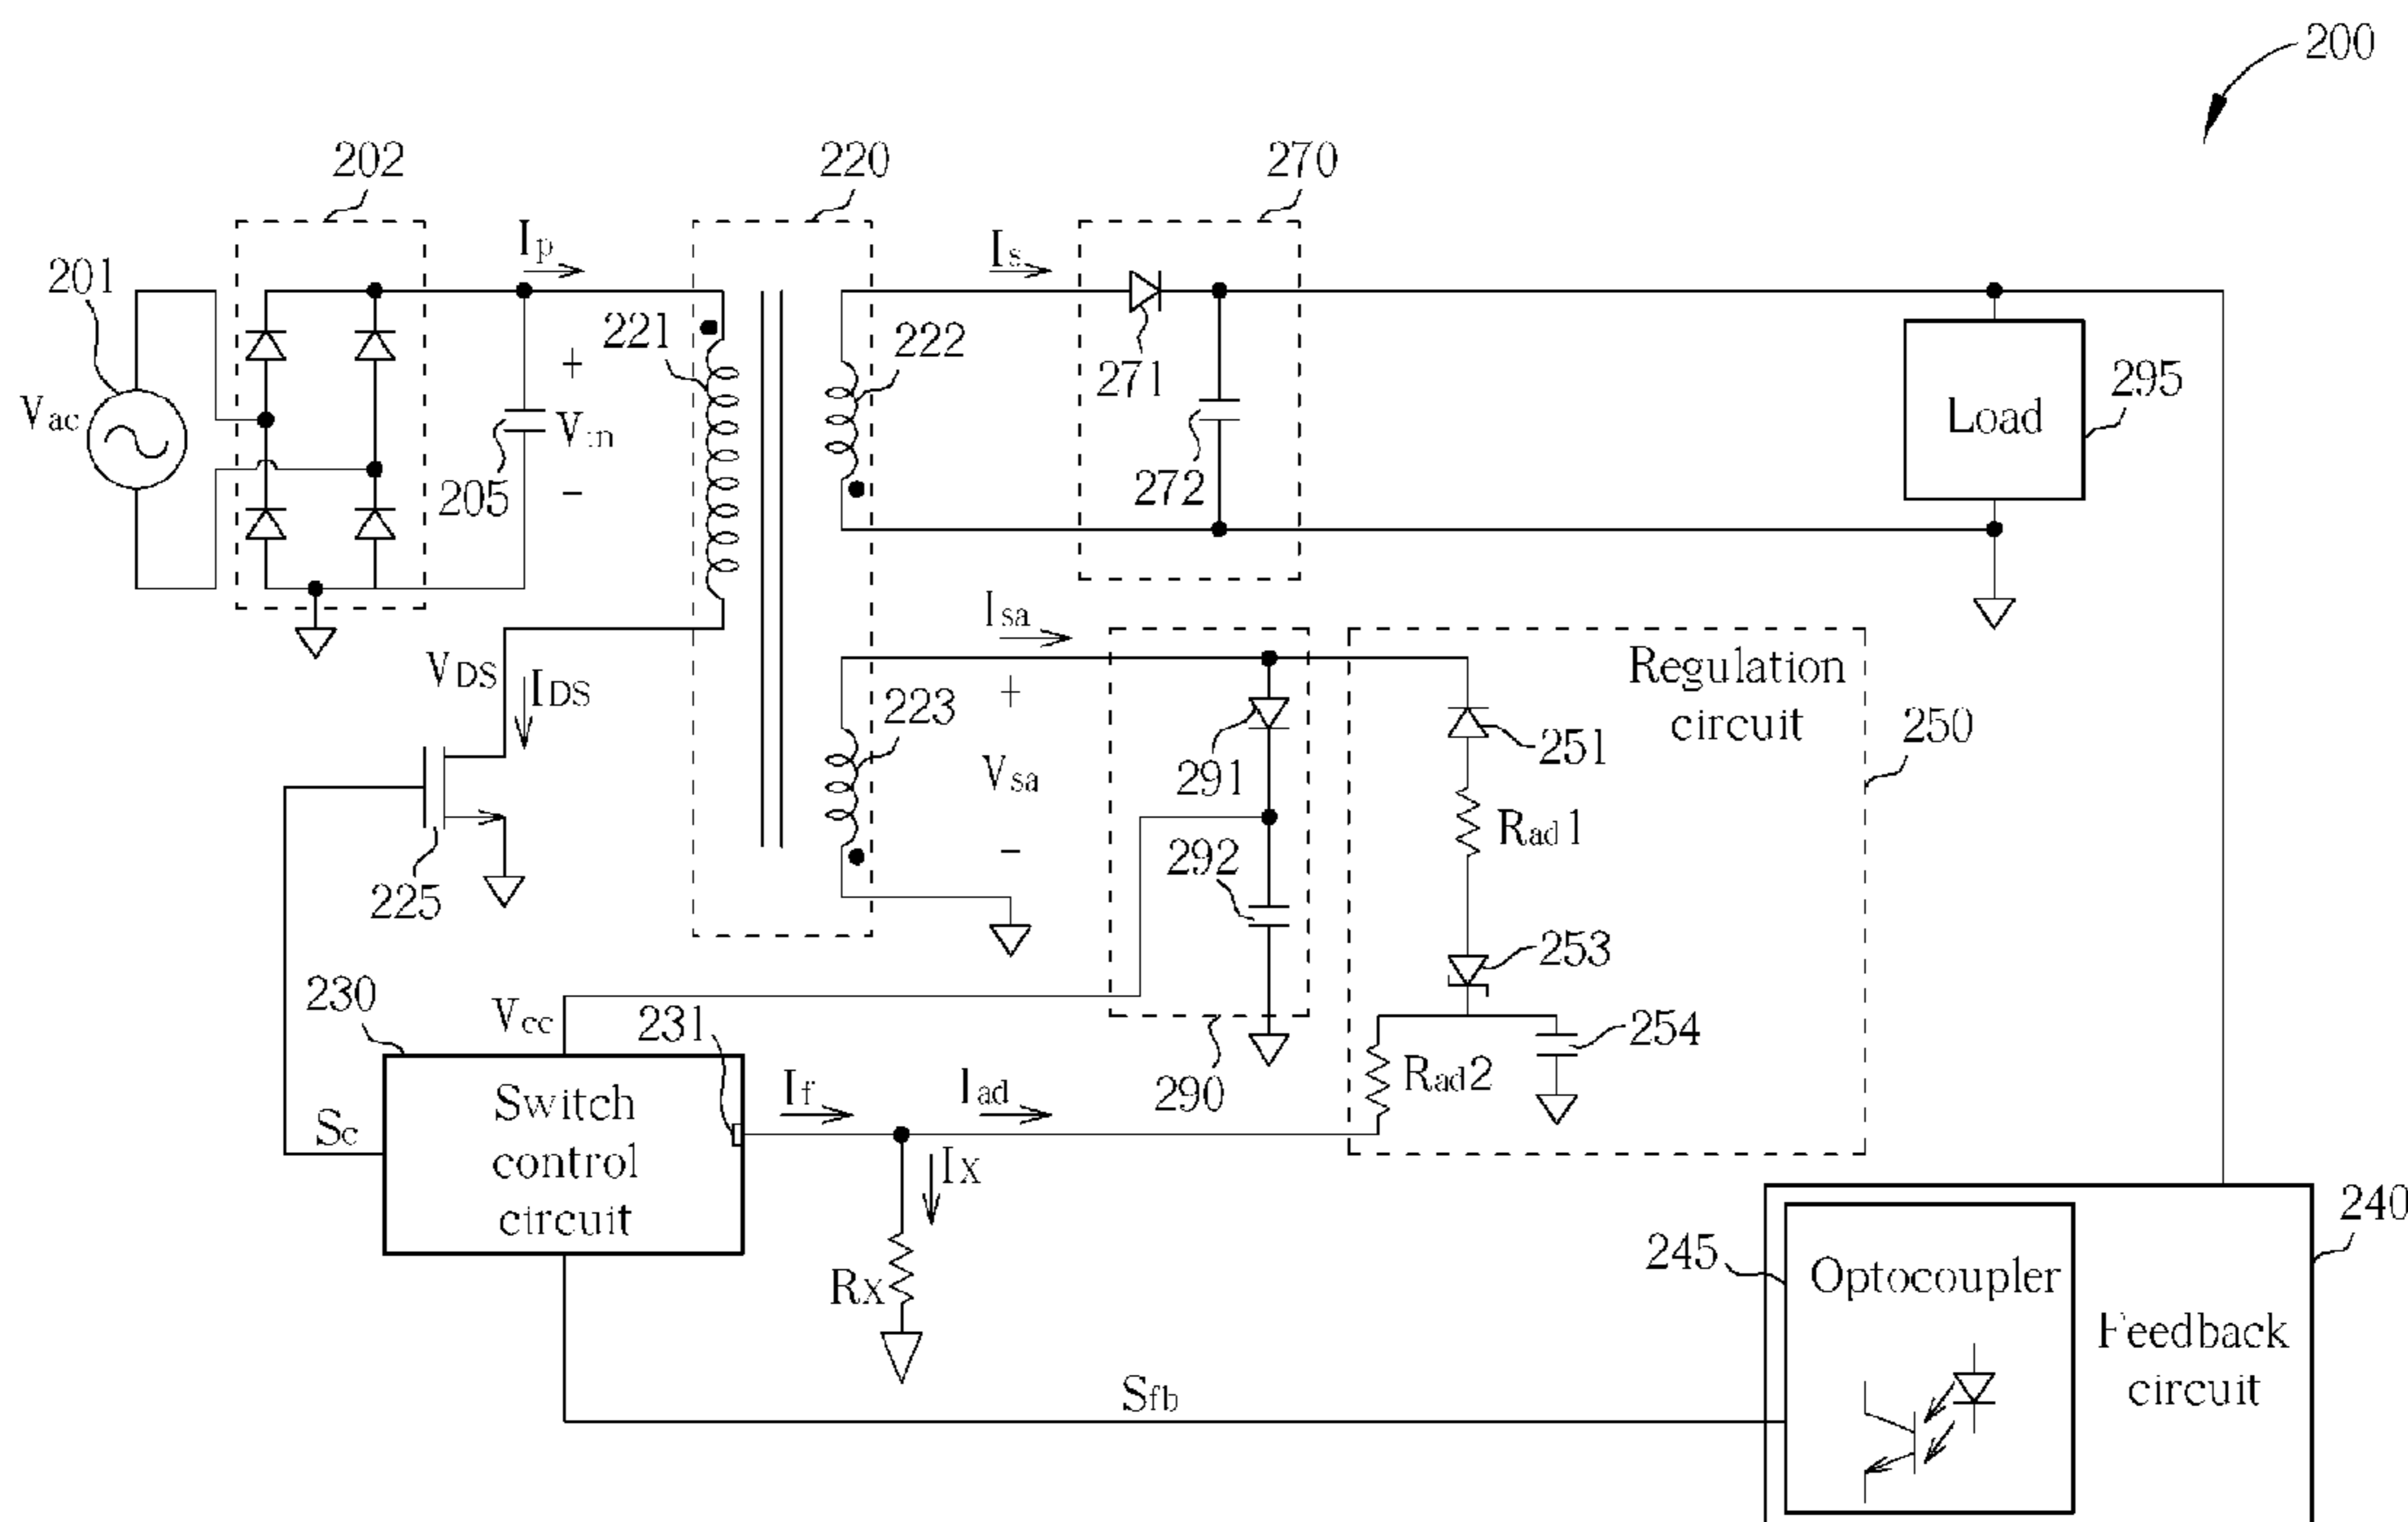 200
202
220
270
201
Ip
Is
221
222
271
295
Vac
+
Vin
−
205
272
Load
Isa
VDS
IDS
223
+
Vsa
−
291
Regulation
circuit
251
250
Rad1
225
292
253
230
Vcc
231
254
290
Rad2
If
Iad
Sc
Switch
control
circuit
IX
RX
240
245
Optocoupler
Feedback
circuit
Sfb